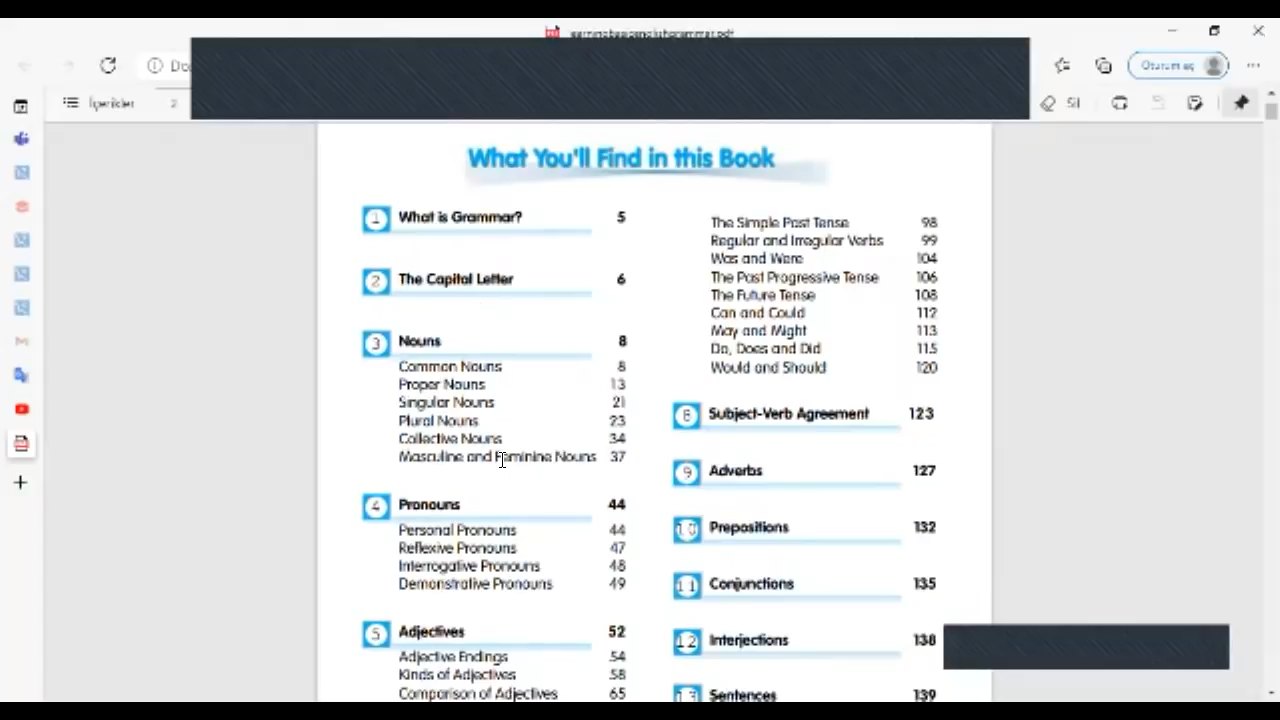 Oturum aç
İçerikler
2
Sil
What You'll Find in this Book
1 What is Grammar? 5
2 The Capital Letter 6
3 Nouns 8
Common Nouns 8
Proper Nouns 13
Singular Nouns 21
Plural Nouns 23
Collective Nouns 34
Masculine and Feminine Nouns 37
4 Pronouns 44
Personal Pronouns 44
Reflexive Pronouns 47
Interrogative Pronouns 48
Demonstrative Pronouns 49
5 Adjectives 52
Adjective Endings 54
Kinds of Adjectives 58
Comparison of Adjectives 65
The Simple Past Tense 98
Regular and Irregular Verbs 99
Was and Were 104
The Past Progressive Tense 106
The Future Tense 108
Can and Could 112
May and Might 113
Do, Does and Did 115
Would and Should 120
8 Subject-Verb Agreement 123
9 Adverbs 127
10 Prepositions 132
11 Conjunctions 135
12 Interjections 138
13 Sentences 139